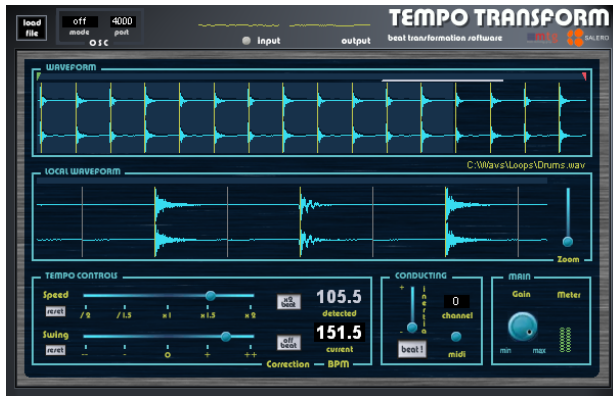 load file
off
mode
4000
port
OSC
input
output
TEMPO TRANSFORM
beat transformation software
mtg
SALERO
WAVEFORM
C:\Wavs\Loops\Drums.wav
LOCAL WAVEFORM
Zoom
TEMPO CONTROLS
Speed
reset
/2 /1.5 x1 x1.5 x2
x2 beat
105.5
detected
Swing
reset
-- - 0 + ++
off beat
151.5
current
Correction BPM
CONDUCTING
+
-
inertia
0
channel
beat !
midi
MAIN
Gain
Meter
min max